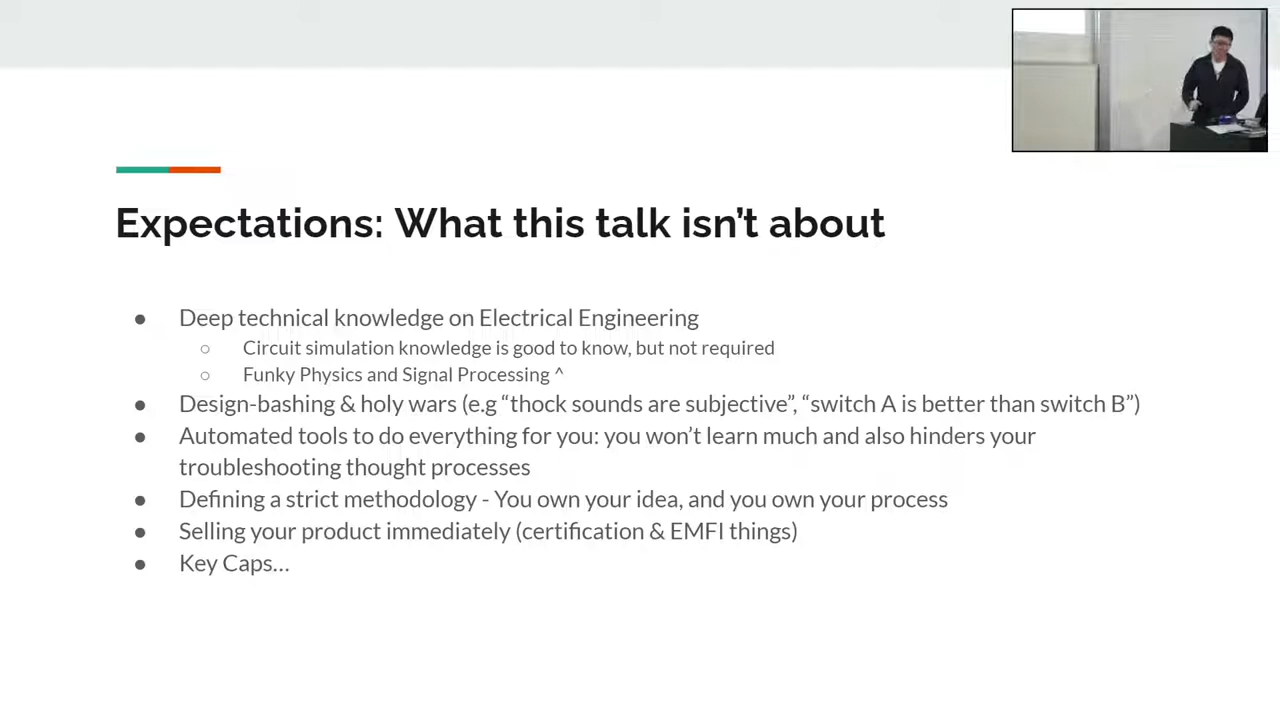 Expectations: What this talk isn’t about
● Deep technical knowledge on Electrical Engineering
○ Circuit simulation knowledge is good to know, but not required
○ Funky Physics and Signal Processing ^
● Design-bashing & holy wars (e.g “thock sounds are subjective”, “switch A is better than switch B”)
● Automated tools to do everything for you: you won’t learn much and also hinders your
troubleshooting thought processes
● Defining a strict methodology - You own your idea, and you own your process
● Selling your product immediately (certification & EMFI things)
● Key Caps...